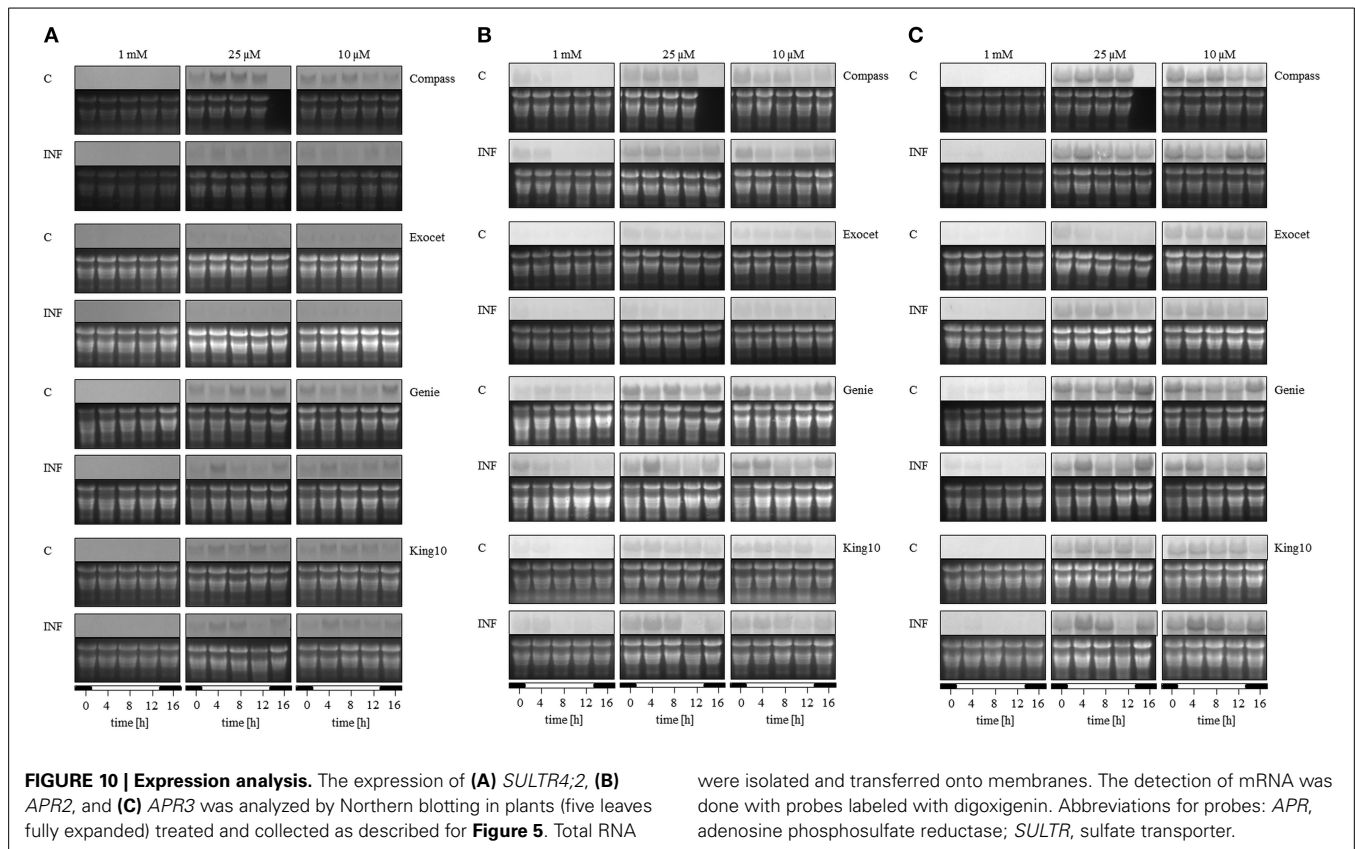 A
1 mM 25 µM 10 µM
C Compass
INF
C Exocet
INF
C Genie
INF
C King10
INF
0 4 8 12 16 0 4 8 12 16 0 4 8 12 16
time [h] time [h] time [h]
B
1 mM 25 µM 10 µM
C Compass
INF
C Exocet
INF
C Genie
INF
C King10
INF
0 4 8 12 16 0 4 8 12 16 0 4 8 12 16
time [h] time [h] time [h]
C
1 mM 25 µM 10 µM
C Compass
INF
C Exocet
INF
C Genie
INF
C King10
INF
0 4 8 12 16 0 4 8 12 16 0 4 8 12 16
time [h] time [h] time [h]
FIGURE 10 | Expression analysis. The expression of (A) SULTR4;2, (B)
APR2, and (C) APR3 was analyzed by Northern blotting in plants (five leaves
fully expanded) treated and collected as described for Figure 5. Total RNA
were isolated and transferred onto membranes. The detection of mRNA was
done with probes labeled with digoxigenin. Abbreviations for probes: APR,
adenosine phosphosulfate reductase; SULTR, sulfate transporter.